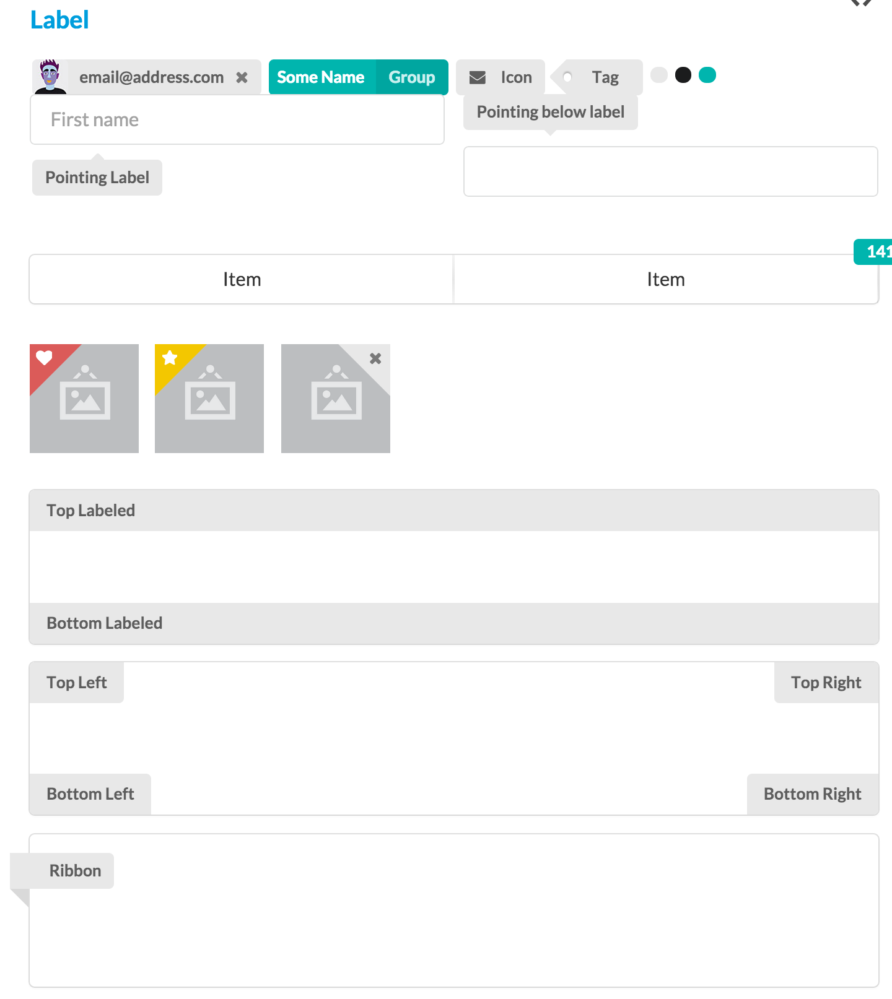 Label
email@address.com Some Name Group Icon Tag
First name
Pointing below label
Pointing Label
141
Item Item
Top Labeled
Bottom Labeled
Top Left Top Right
Bottom Left Bottom Right
Ribbon